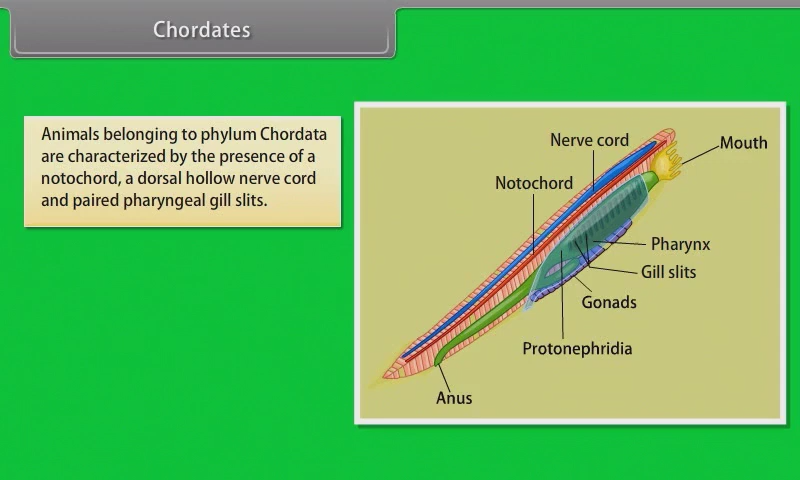 Chordates
Animals belonging to phylum Chordata
are characterized by the presence of a
notochord, a dorsal hollow nerve cord
and paired pharyngeal gill slits.
Nerve cord
Mouth
Notochord
Pharynx
Gill slits
Gonads
Protonephridia
Anus